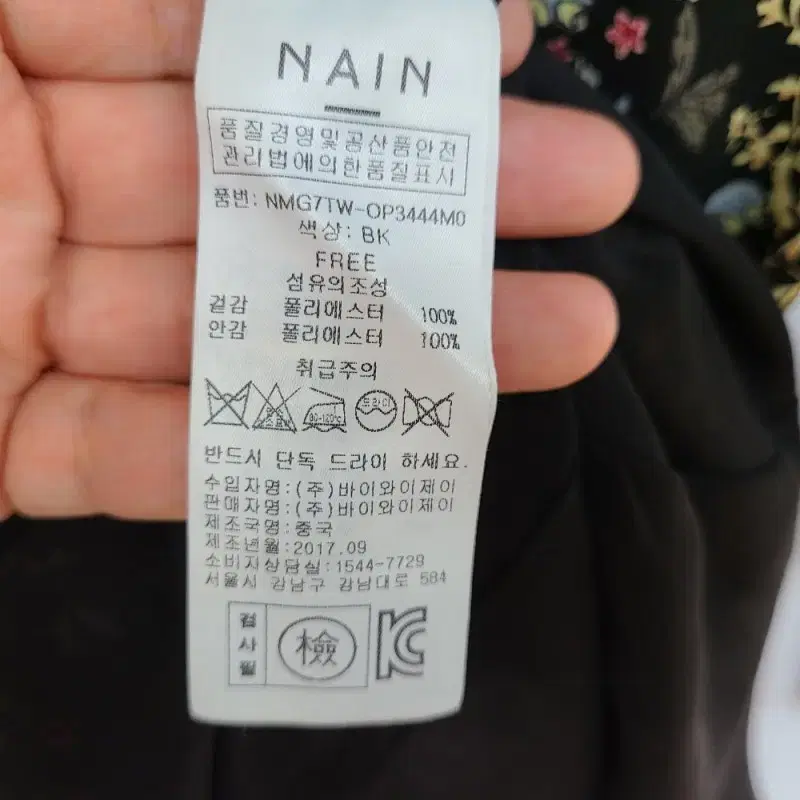 NAIN
품질경영및공산품안전
관리법에의한품질표시
품번: NMG7TW-OP3444M0
색상: BK
FREE
섬유의조성
겉감 폴리에스터 100%
안감 폴리에스터 100%
취급주의
80-120℃ 드라이
반드시 단독 드라이 하세요.
수입자명:(주)바이와이제이
판매자명:(주)바이와이제이
제조국명:중국
제조년월:2017.09
소비자상담실:1544-7729
서울시 강남구 강남대로 584
검사필 檢 KC